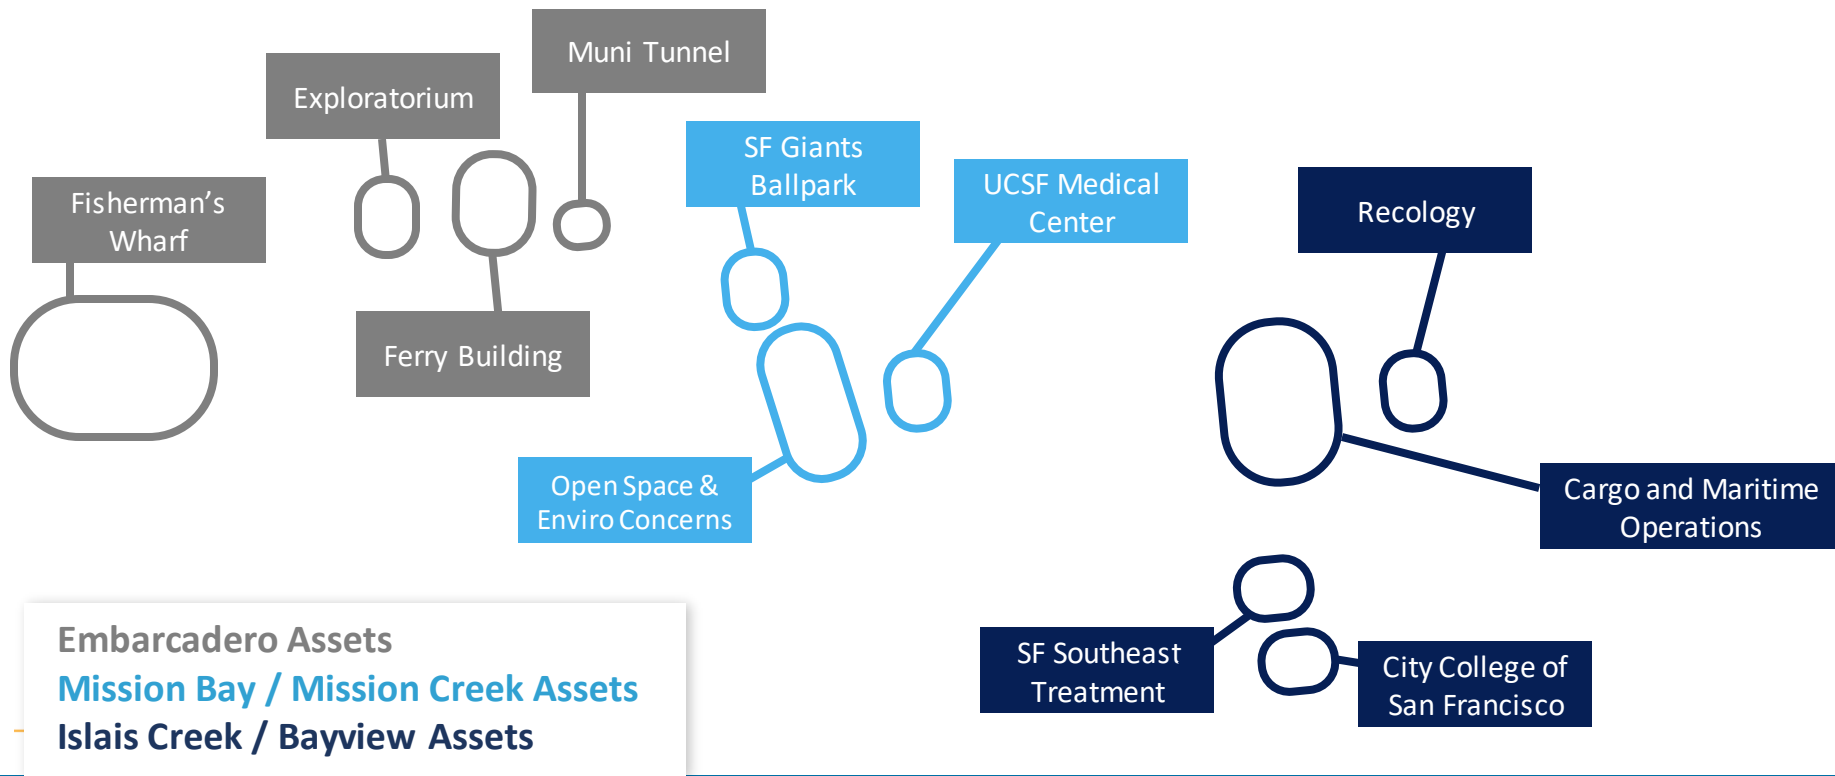 Muni Tunnel
Exploratorium
SF Giants
Ballpark
UCSF Medical
Center
Fisherman’s
Wharf
Recology
Ferry Building
Open Space &
Enviro Concerns
Cargo and Maritime
Operations
SF Southeast
Treatment
City College of
San Francisco
Embarcadero Assets
Mission Bay / Mission Creek Assets
Islais Creek / Bayview Assets